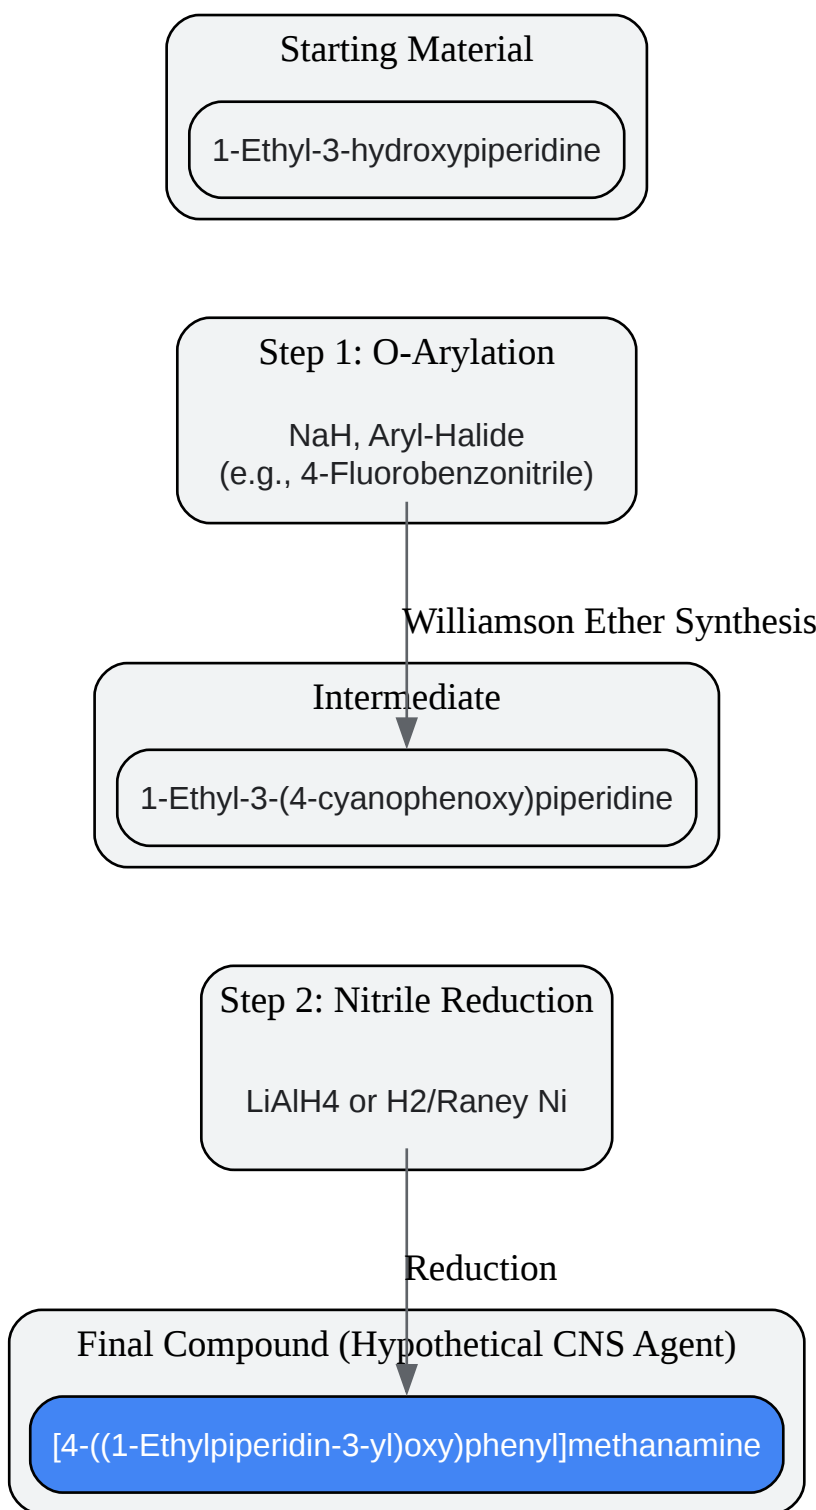 Starting Material
1-Ethyl-3-hydroxypiperidine
Step 1: O-Arylation
NaH, Aryl-Halide
(e.g., 4-Fluorobenzonitrile)
Williamson Ether Synthesis
Intermediate
1-Ethyl-3-(4-cyanophenoxy)piperidine
Step 2: Nitrile Reduction
LiAlH4 or H2/Raney Ni
Reduction
Final Compound (Hypothetical CNS Agent)
[4-((1-Ethylpiperidin-3-yl)oxy)phenyl]methanamine